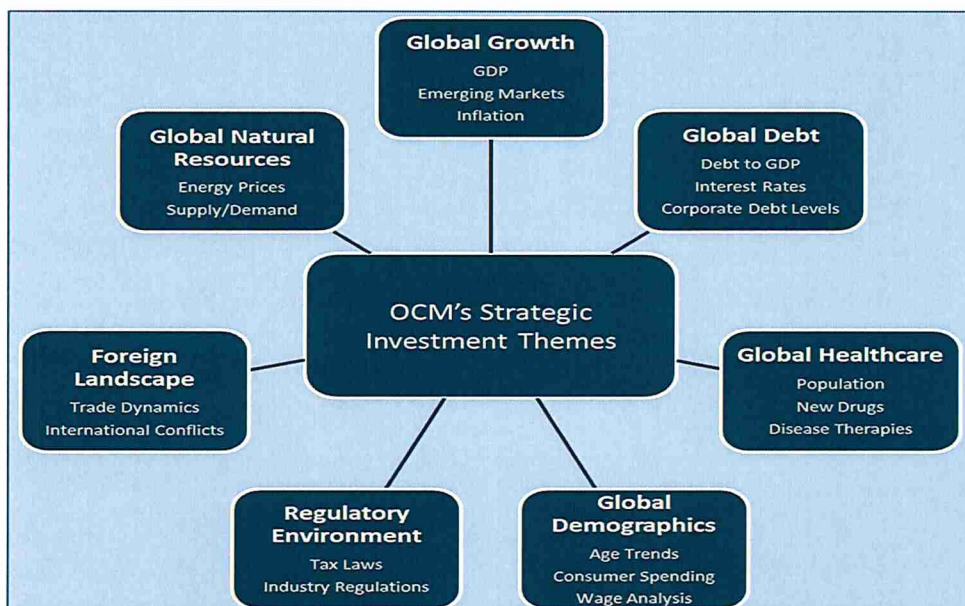 Global Growth
GDP
Emerging Markets
Inflation
Global Natural
Resources
Energy Prices
Supply/Demand
Global Debt
Debt to GDP
Interest Rates
Corporate Debt Levels
OCM's Strategic
Investment Themes
Foreign
Landscape
Trade Dynamics
International Conflicts
Global Healthcare
Population
New Drugs
Disease Therapies
Regulatory
Environment
Tax Laws
Industry Regulations
Global
Demographics
Age Trends
Consumer Spending
Wage Analysis